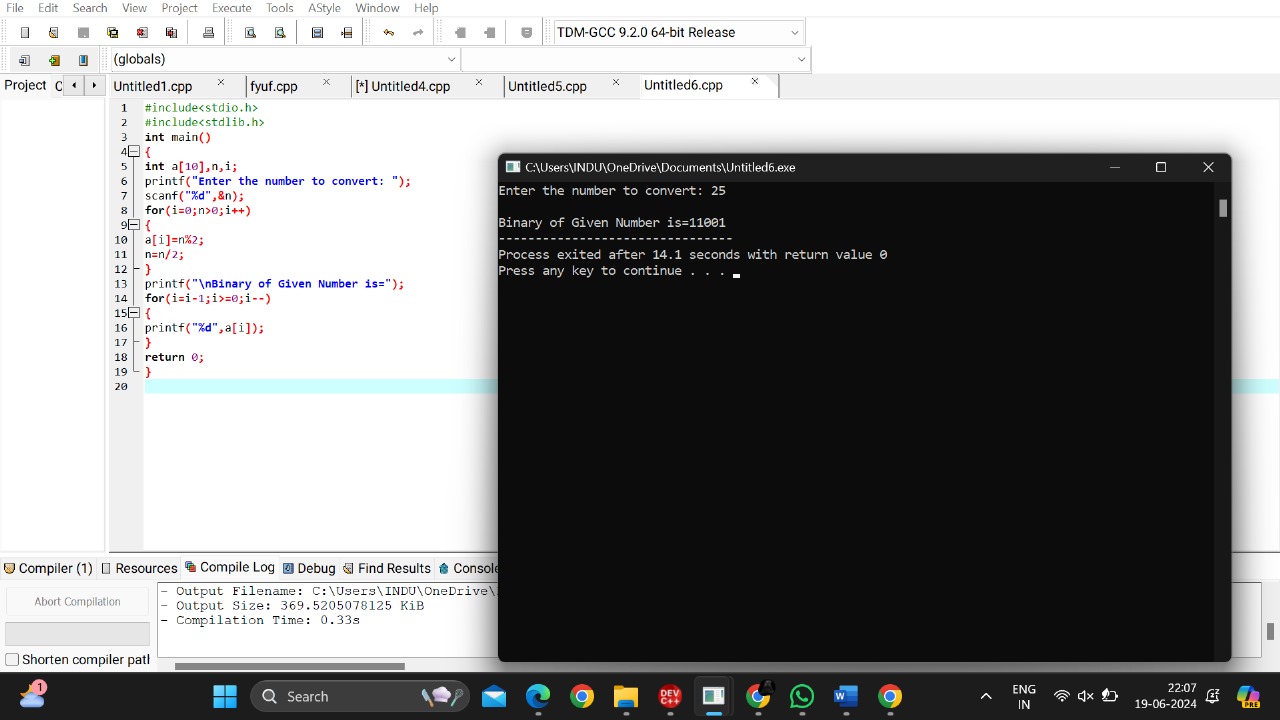 File Edit Search View Project Execute Tools AStyle Window Help
TDM-GCC 9.2.0 64-bit Release
(globals)
Project Untitled1.cpp fyuf.cpp [*] Untitled4.cpp Untitled5.cpp Untitled6.cpp
1 #include<stdio.h>
2 #include<stdlib.h>
3 int main()
4 {
5 int a[10],n,i;
6 printf("Enter the number to convert: ");
7 scanf("%d",&n);
8 for(i=0;n>0;i++)
9 {
10 a[i]=n%2;
11 n=n/2;
12 }
13 printf("\nBinary of Given Number is=");
14 for(i=i-1;i>=0;i--)
15 {
16 printf("%d",a[i]);
17 }
18 return 0;
19 }
20
C:\Users\INDU\OneDrive\Documents\Untitled6.exe
Enter the number to convert: 25
Binary of Given Number is=11001
--------------------------------
Process exited after 14.1 seconds with return value 0
Press any key to continue . . .
Compiler (1) Resources Compile Log Debug Find Results Console
Abort Compilation
Shorten compiler path
- Output Filename: C:\Users\INDU\OneDrive\
- Output Size: 369.5205078125 KiB
- Compilation Time: 0.33s
1
Search
DEV C++
PRE
ENG
IN
22:07
19-06-2024